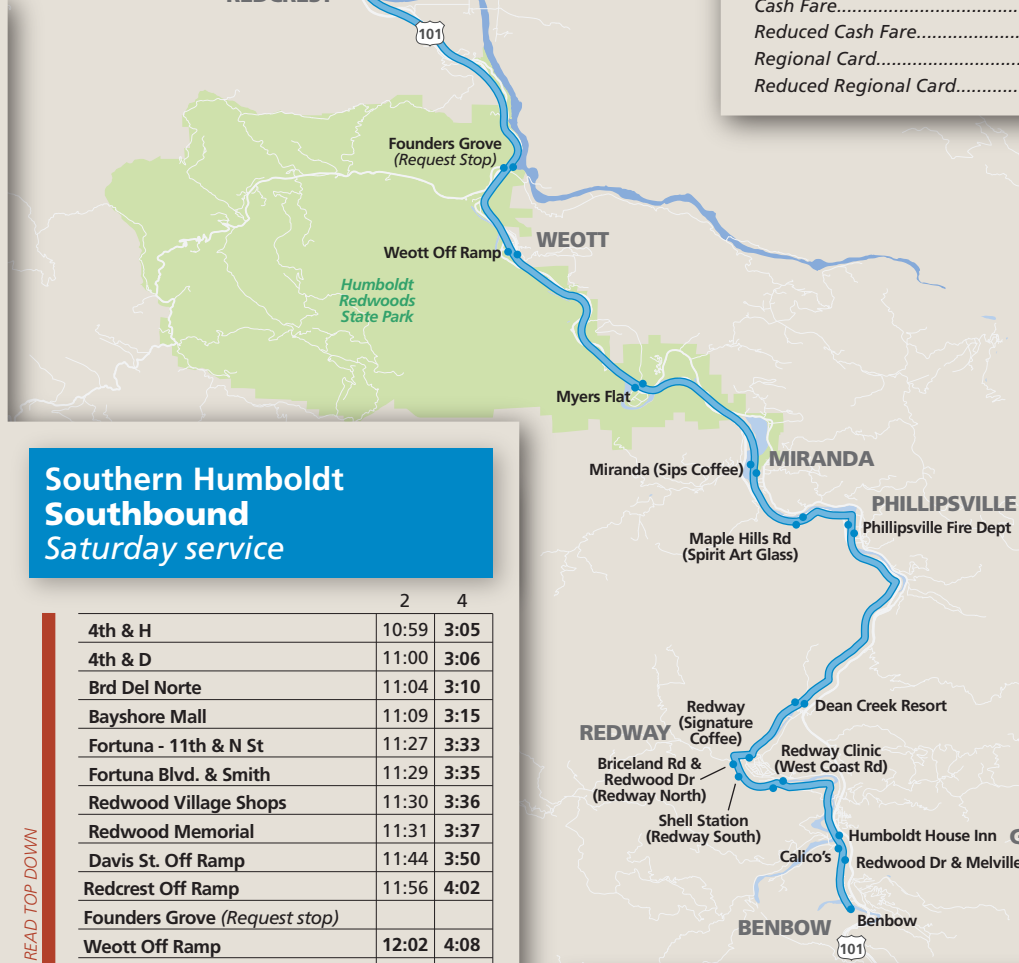 Cash Fare....................................
Reduced Cash Fare...................
Regional Card...........................
Reduced Regional Card............
101
Founders Grove
(Request Stop)
WEOTT
Weott Off Ramp
Humboldt
Redwoods
State Park
Myers Flat
Miranda (Sips Coffee)
MIRANDA
PHILLIPSVILLE
Phillipsville Fire Dept
Maple Hills Rd
(Spirit Art Glass)
Dean Creek Resort
REDWAY
Redway
(Signature
Coffee)
Redway Clinic
(West Coast Rd)
Briceland Rd &
Redwood Dr
(Redway North)
Shell Station
(Redway South)
Humboldt House Inn
Calico's
Redwood Dr & Melville
BENBOW
Benbow
101
Southern Humboldt
Southbound
Saturday service
READ TOP DOWN
2 4
4th & H 10:59 3:05
4th & D 11:00 3:06
Brd Del Norte 11:04 3:10
Bayshore Mall 11:09 3:15
Fortuna - 11th & N St 11:27 3:33
Fortuna Blvd. & Smith 11:29 3:35
Redwood Village Shops 11:30 3:36
Redwood Memorial 11:31 3:37
Davis St. Off Ramp 11:44 3:50
Redcrest Off Ramp 11:56 4:02
Founders Grove (Request stop)
Weott Off Ramp 12:02 4:08